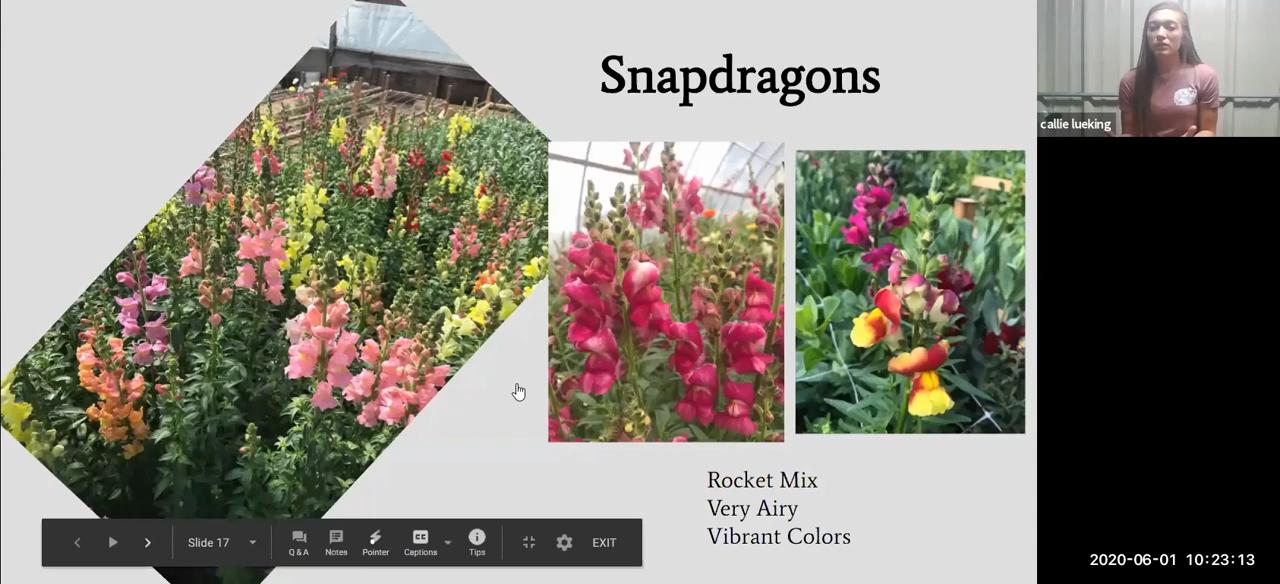 Snapdragons
callie lueking
Rocket Mix
Very Airy
Vibrant Colors
Slide 17
Q & A
Notes
Pointer
CC
Captions
Tips
EXIT
2020-06-01 10:23:13